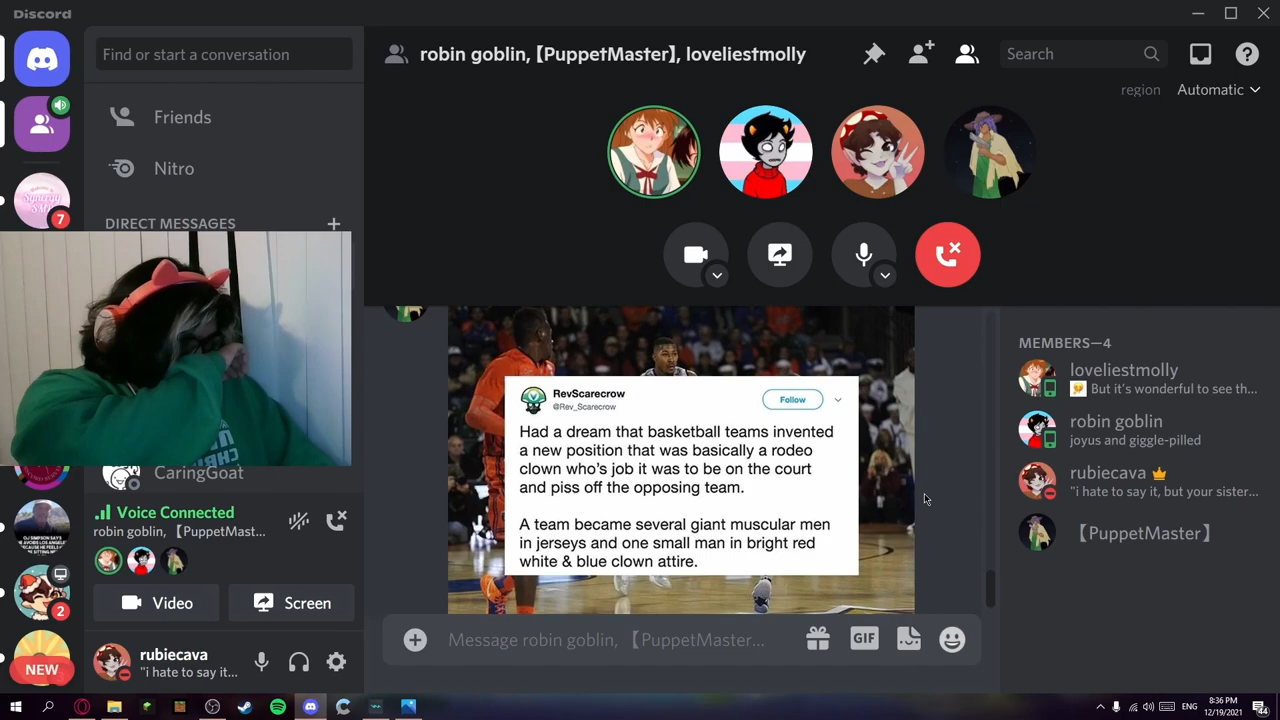 Discord
Find or start a conversation
Friends
Nitro
DIRECT MESSAGES
7
CaringGoat
Voice Connected
robin goblin, 【PuppetMast...
2
Video
Screen
NEW
rubiecava
"i hate to say it...
robin goblin, 【PuppetMaster】, loveliestmolly
Search
region Automatic
RevScarecrow
@Rev_Scarecrow
Follow
Had a dream that basketball teams invented
a new position that was basically a rodeo
clown who's job it was to be on the court
and piss off the opposing team.
A team became several giant muscular men
in jerseys and one small man in bright red
white & blue clown attire.
Message robin goblin, 【PuppetMaster...
GIF
MEMBERS—4
loveliestmolly
But it's wonderful to see th...
robin goblin
joyus and giggle-pilled
rubiecava
"i hate to say it, but your sister...
【PuppetMaster】
8:36 PM
12/19/2021
44